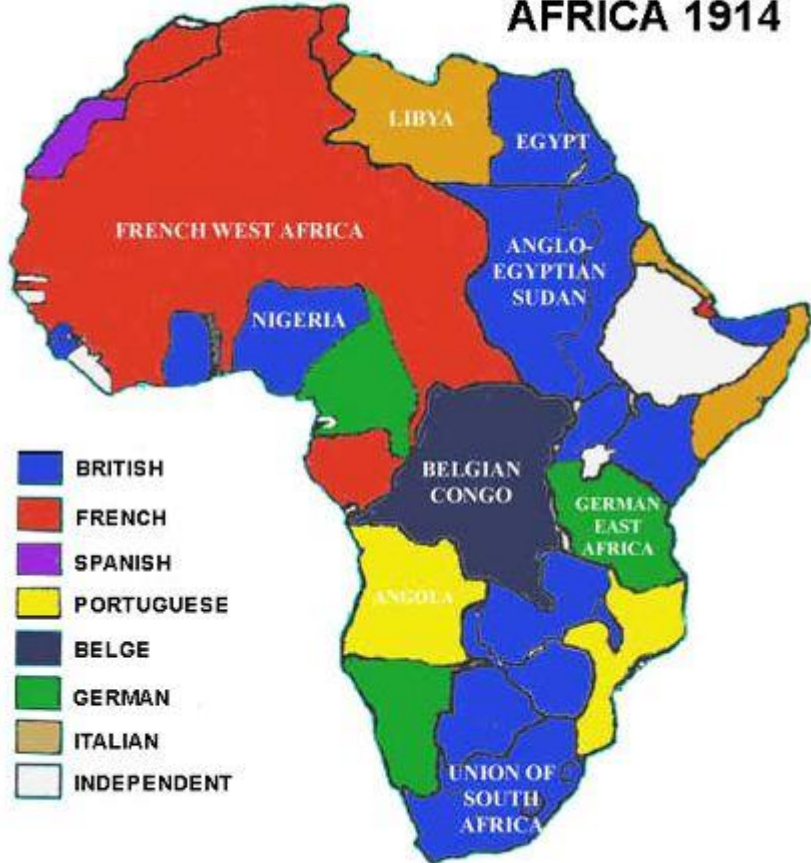 AFRICA 1914
LIBYA
EGYPT
FRENCH WEST AFRICA
ANGLO-
EGYPTIAN
SUDAN
NIGERIA
BELGIAN
CONGO
GERMAN
EAST
AFRICA
ANGOLA
UNION OF
SOUTH
AFRICA
BRITISH
FRENCH
SPANISH
PORTUGUESE
BELGE
GERMAN
ITALIAN
INDEPENDENT